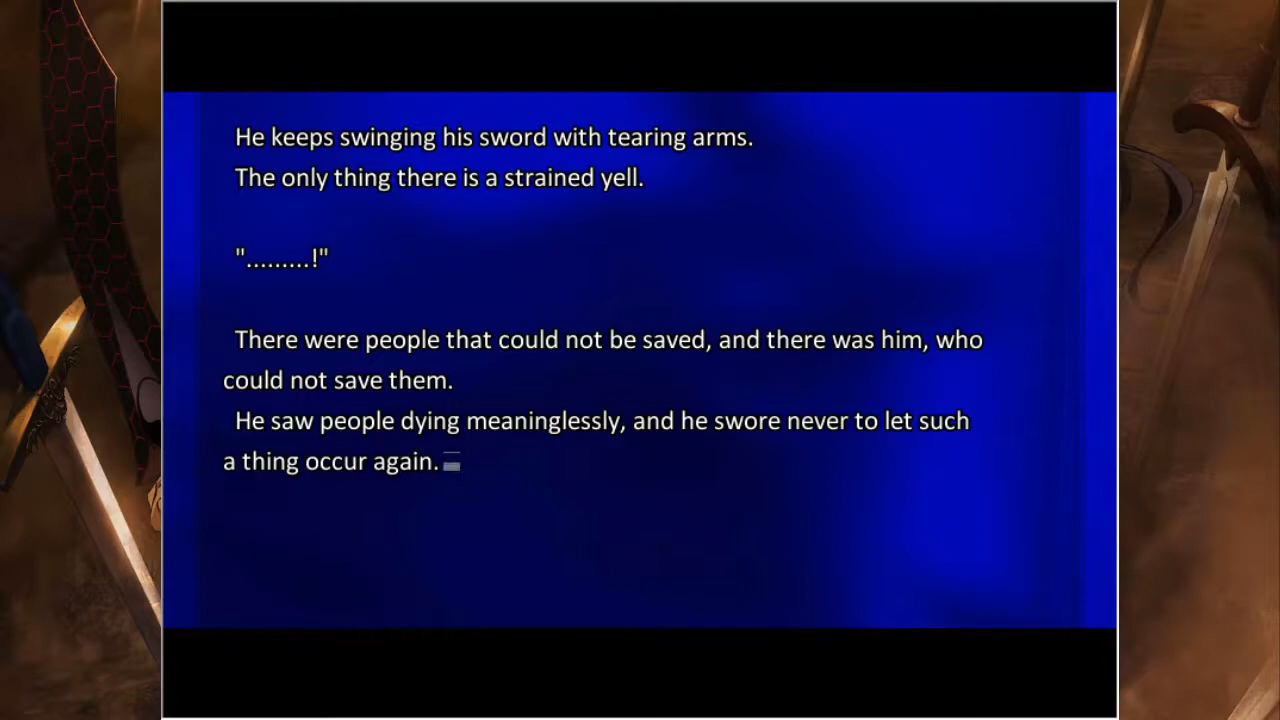 He keeps swinging his sword with tearing arms.
The only thing there is a strained yell.
".........!"
There were people that could not be saved, and there was him, who
could not save them.
He saw people dying meaninglessly, and he swore never to let such
a thing occur again.